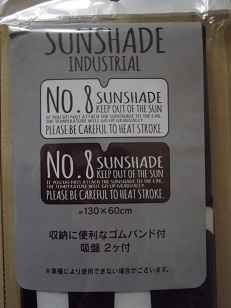 SUNSHADE
INDUSTRIAL
No.8 SUNSHADE
KEEP OUT OF THE SUN
IF YOU DO NOT ATTACH THE SUNSHADE TO THE CAR,
THE TEMPERATURE WILL GO UP GRADUALLY.
PLEASE BE CAREFUL TO HEAT STROKE.
No.8 SUNSHADE
KEEP OUT OF THE SUN
IF YOU DO NOT ATTACH THE SUNSHADE TO THE CAR,
THE TEMPERATURE WILL GO UP GRADUALLY.
PLEASE BE CAREFUL TO HEAT STROKE.
約130×60cm
収納に便利なゴムバンド付
吸盤 2ヶ付
※車種により使用できない場合がございます。